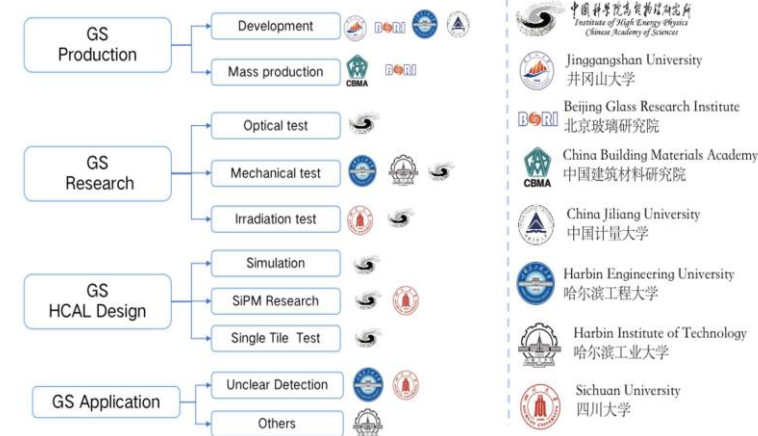 GS
Production
Development
BGRI
Mass production
CBMA
BGRI
GS
Research
Optical test
Mechanical test
Irradiation test
GS
HCAL Design
Simulation
SiPM Research
Single Tile Test
GS Application
Unclear Detection
Others
中国科学院高能物理研究所
Institute of High Energy Physics
Chinese Academy of Sciences
Jinggangshan University
井冈山大学
BGRI
Beijing Glass Research Institute
北京玻璃研究院
CBMA
China Building Materials Academy
中国建筑材料研究院
China Jiliang University
中国计量大学
Harbin Engineering University
哈尔滨工程大学
Harbin Institute of Technology
哈尔滨工业大学
Sichuan University
四川大学